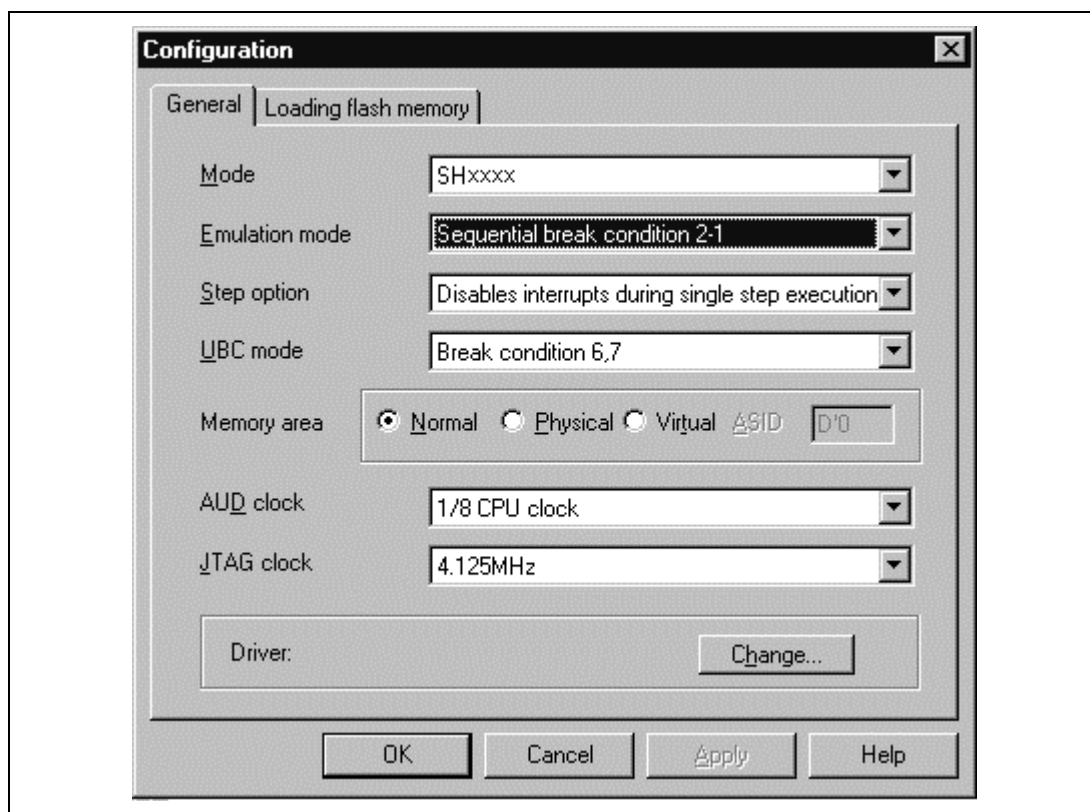 Configuration
General Loading flash memory
Mode SHxxxx
Emulation mode Sequential break condition 2-1
Step option Disables interrupts during single step execution
UBC mode Break condition 6,7
Memory area Normal Physical Virtual ASID D'0
AUD clock 1/8 CPU clock
JTAG clock 4.125MHz
Driver: Change...
OK Cancel Apply Help